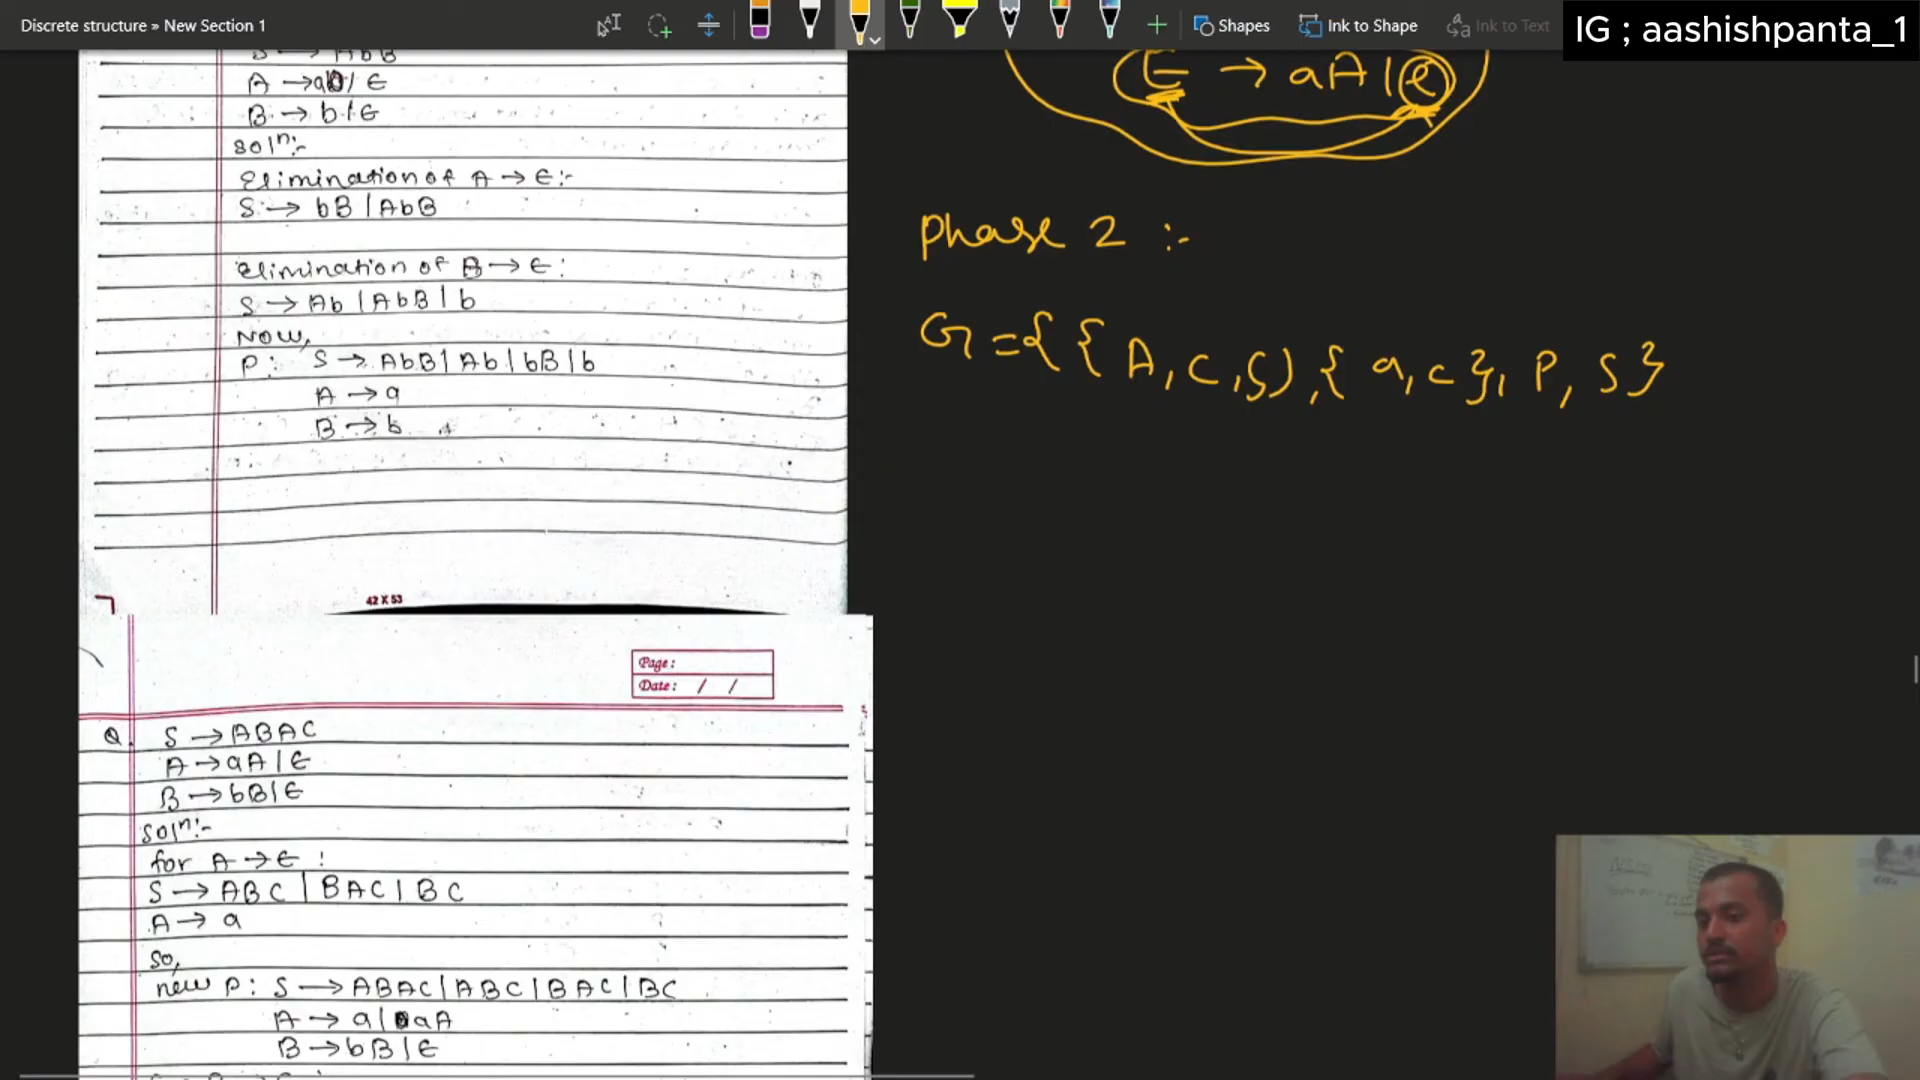 Discrete structure » New Section 1
Shapes
Ink to Shape
Ink to Text
IG ; aashishpanta_1
S → AbB
A → a / ϵ
B → b / ϵ
Soln:-
Elimination of A → ϵ:-
S → bB | AbB
Elimination of B → ϵ:
S → Ab | AbB | b
Now,
P: S → AbB | Ab | bB | b
A → a
B → b
42 X 53
Page:
Date: / /
Q. S → ABAC
A → aA | ϵ
B → bB | ϵ
Soln:-
for A → ϵ :
S → ABC | BAC | BC
A → a
so,
new P: S → ABAC | ABC | BAC | BC
A → a | aA
B → bB | ϵ
E → aA | e
Phase 2 :-
G = { { A, C, S ), { a, c }, P, S }